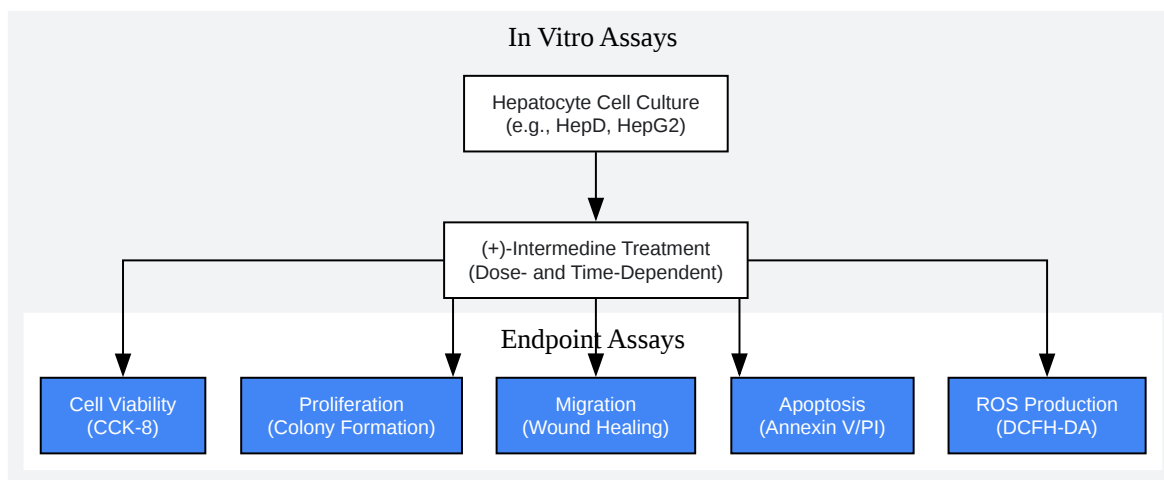 In Vitro Assays
Hepatocyte Cell Culture
(e.g., HepD, HepG2)
(+)-Intermedine Treatment
(Dose- and Time-Dependent)
Endpoint Assays
Cell Viability
(CCK-8)
Proliferation
(Colony Formation)
Migration
(Wound Healing)
Apoptosis
(Annexin V/PI)
ROS Production
(DCFH-DA)